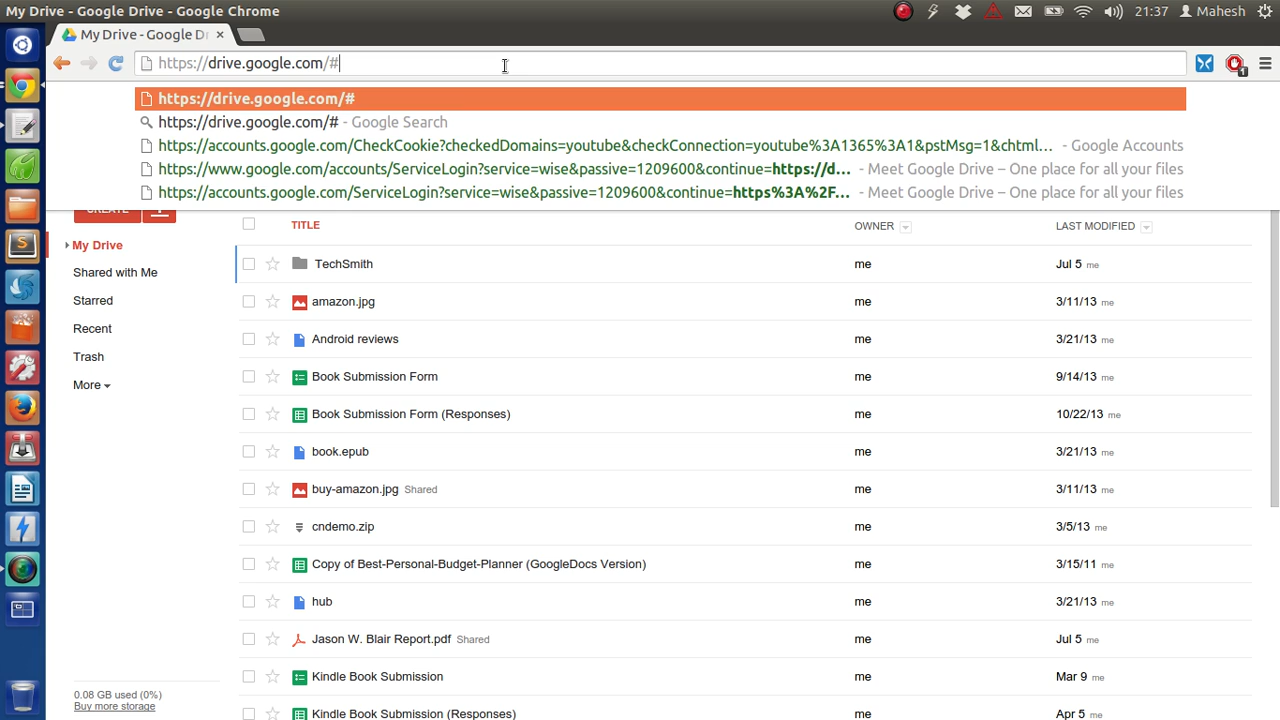 My Drive - Google Drive - Google Chrome 21:37 Mahesh
My Drive - Google Dr ×
https://drive.google.com/#
1
https://drive.google.com/#
https://drive.google.com/# - Google Search
https://accounts.google.com/CheckCookie?checkedDomains=youtube&checkConnection=youtube%3A1365%3A1&pstMsg=1&chtml... - Google Accounts
https://www.google.com/accounts/ServiceLogin?service=wise&passive=1209600&continue=https://d... - Meet Google Drive – One place for all your files
https://accounts.google.com/ServiceLogin?service=wise&passive=1209600&continue=https%3A%2F... - Meet Google Drive – One place for all your files
CREATE
TITLE OWNER LAST MODIFIED
My Drive
Shared with Me
Starred
Recent
Trash
More
TechSmith me Jul 5 me
amazon.jpg me 3/11/13 me
Android reviews me 3/21/13 me
Book Submission Form me 9/14/13 me
Book Submission Form (Responses) me 10/22/13 me
book.epub me 3/21/13 me
buy-amazon.jpg Shared me 3/11/13 me
cndemo.zip me 3/5/13 me
Copy of Best-Personal-Budget-Planner (GoogleDocs Version) me 3/15/11 me
hub me 3/21/13 me
Jason W. Blair Report.pdf Shared me Jul 5 me
Kindle Book Submission me Mar 9 me
Kindle Book Submission (Responses) me Apr 5 me
0.08 GB used (0%)
Buy more storage